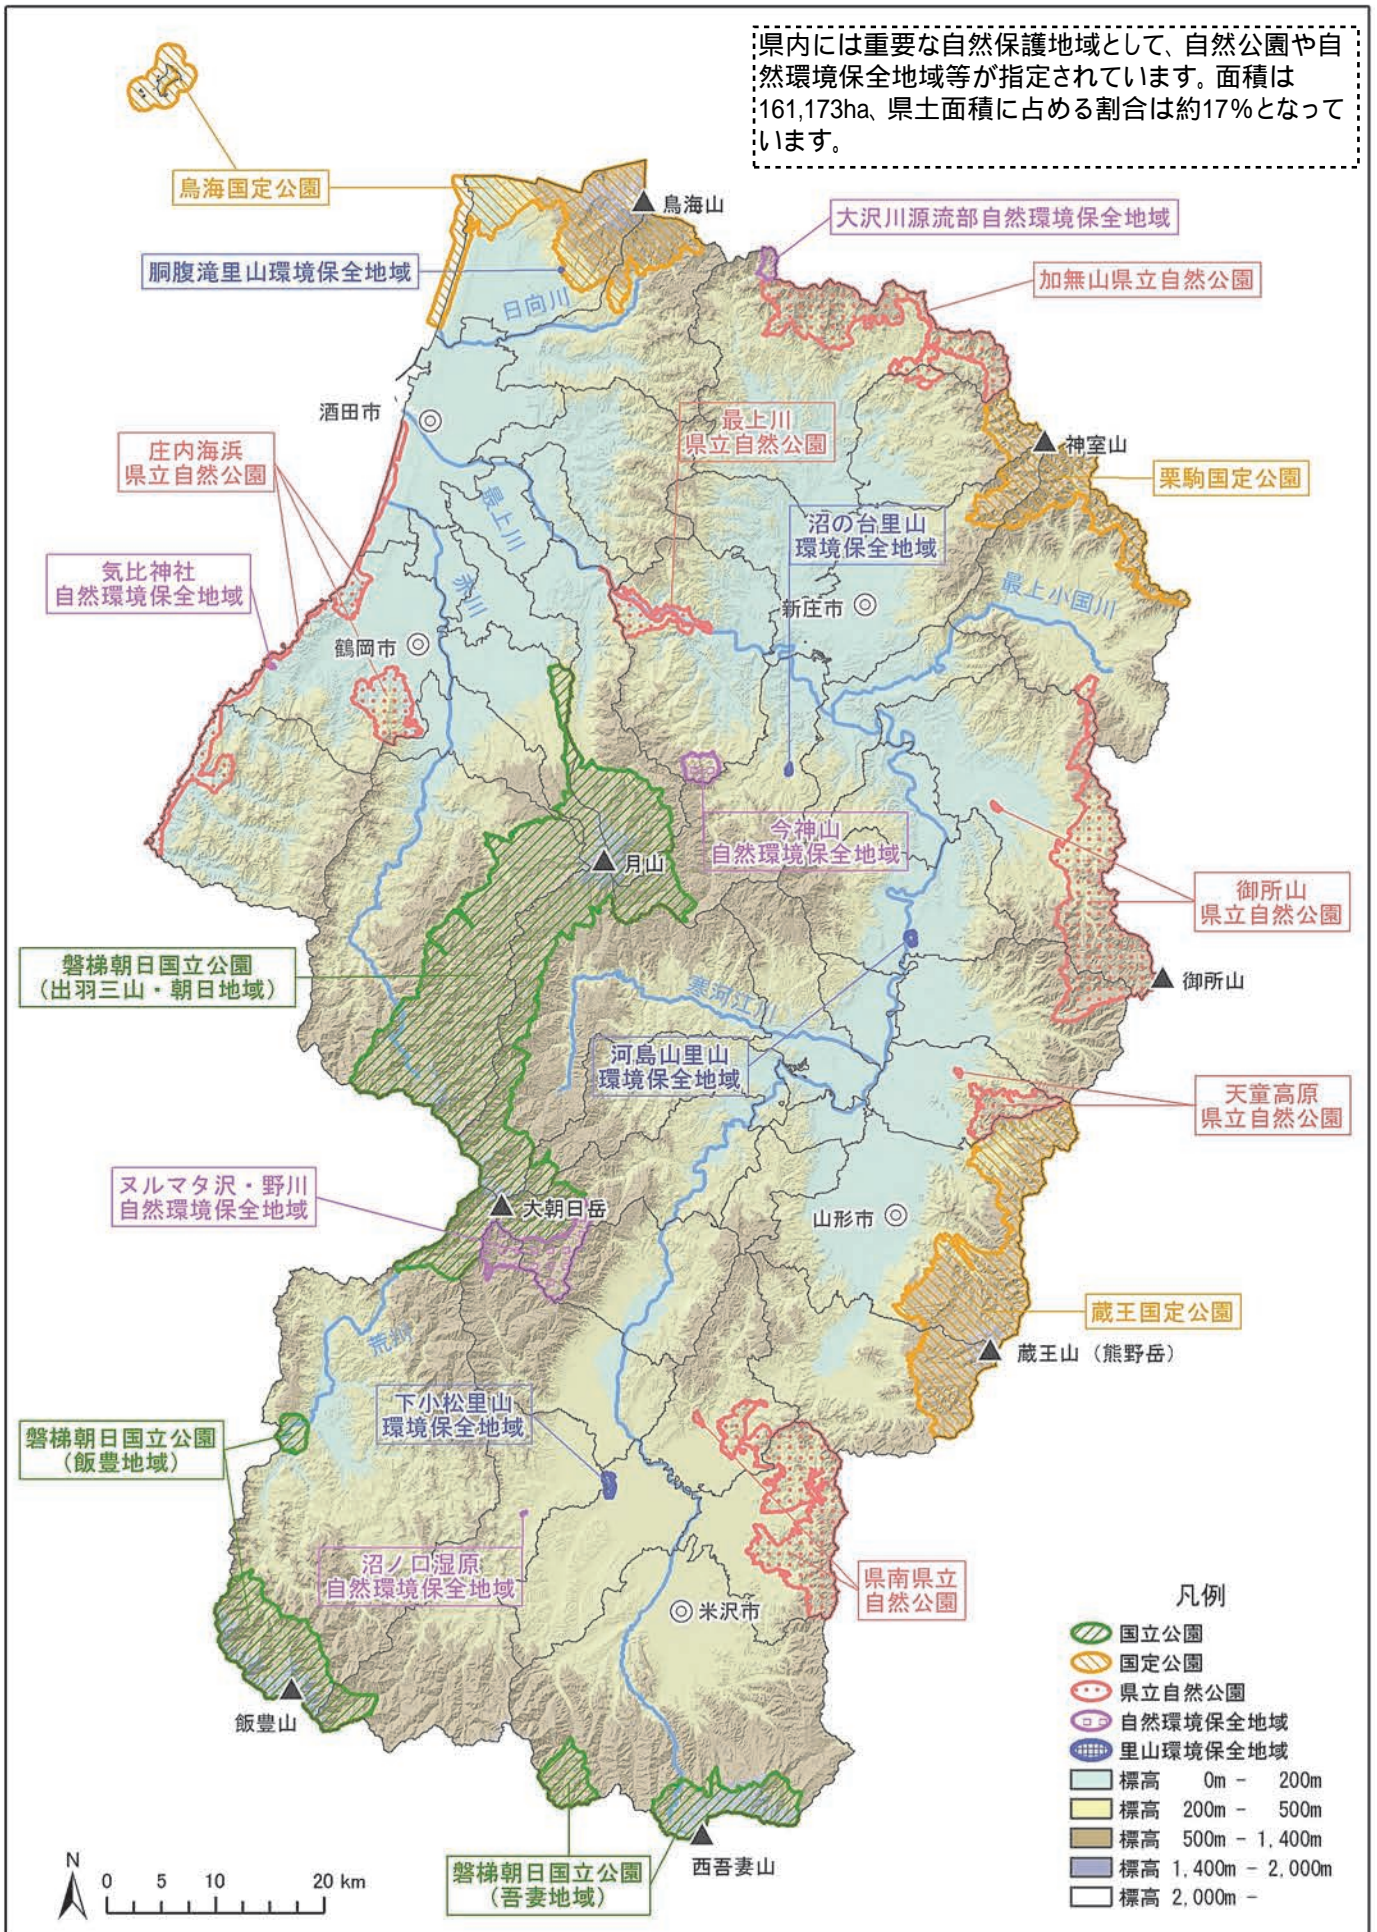 県内には重要な自然保護地域として、自然公園や自
然環境保全地域等が指定されています。面積は
161,173ha、県土面積に占める割合は約17%となって
います。
鳥海国定公園
鳥海山
大沢川源流部自然環境保全地域
胴腹滝里山環境保全地域
加無山県立自然公園
日向川
酒田市
最上川
県立自然公園
神室山
庄内海浜
県立自然公園
栗駒国定公園
最上川
沼の台里山
環境保全地域
気比神社
自然環境保全地域
赤川
最上小国川
新庄市
鶴岡市
今神山
自然環境保全地域
月山
御所山
県立自然公園
磐梯朝日国立公園
(出羽三山・朝日地域)
御所山
寒河江川
河島山里山
環境保全地域
天童高原
県立自然公園
ヌルマタ沢・野川
自然環境保全地域
大朝日岳
山形市
蔵王国定公園
荒川
蔵王山（熊野岳）
下小松里山
環境保全地域
磐梯朝日国立公園
(飯豊地域)
沼ノ口湿原
自然環境保全地域
県南県立
自然公園
米沢市
飯豊山
西吾妻山
磐梯朝日国立公園
(吾妻地域)
凡例
国立公園
国定公園
県立自然公園
自然環境保全地域
里山環境保全地域
標高 0m - 200m
標高 200m - 500m
標高 500m - 1,400m
標高 1,400m - 2,000m
標高 2,000m -
N
0 5 10 20 km